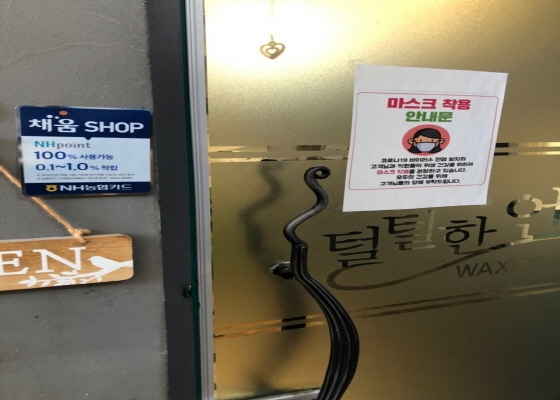 채움 SHOP
NHpoint
100% 사용가능
0.1~1.0% 적립
NH농협카드
EN
마스크 착용
안내문
코로나19 바이러스 전염 방지와
고객님과 직원들의 위생 건강을 위하여
마스크 착용을 권장하고 있습니다.
모두의 건강을 위해
고객님들의 양해 부탁드립니다.
털털한
WAXI